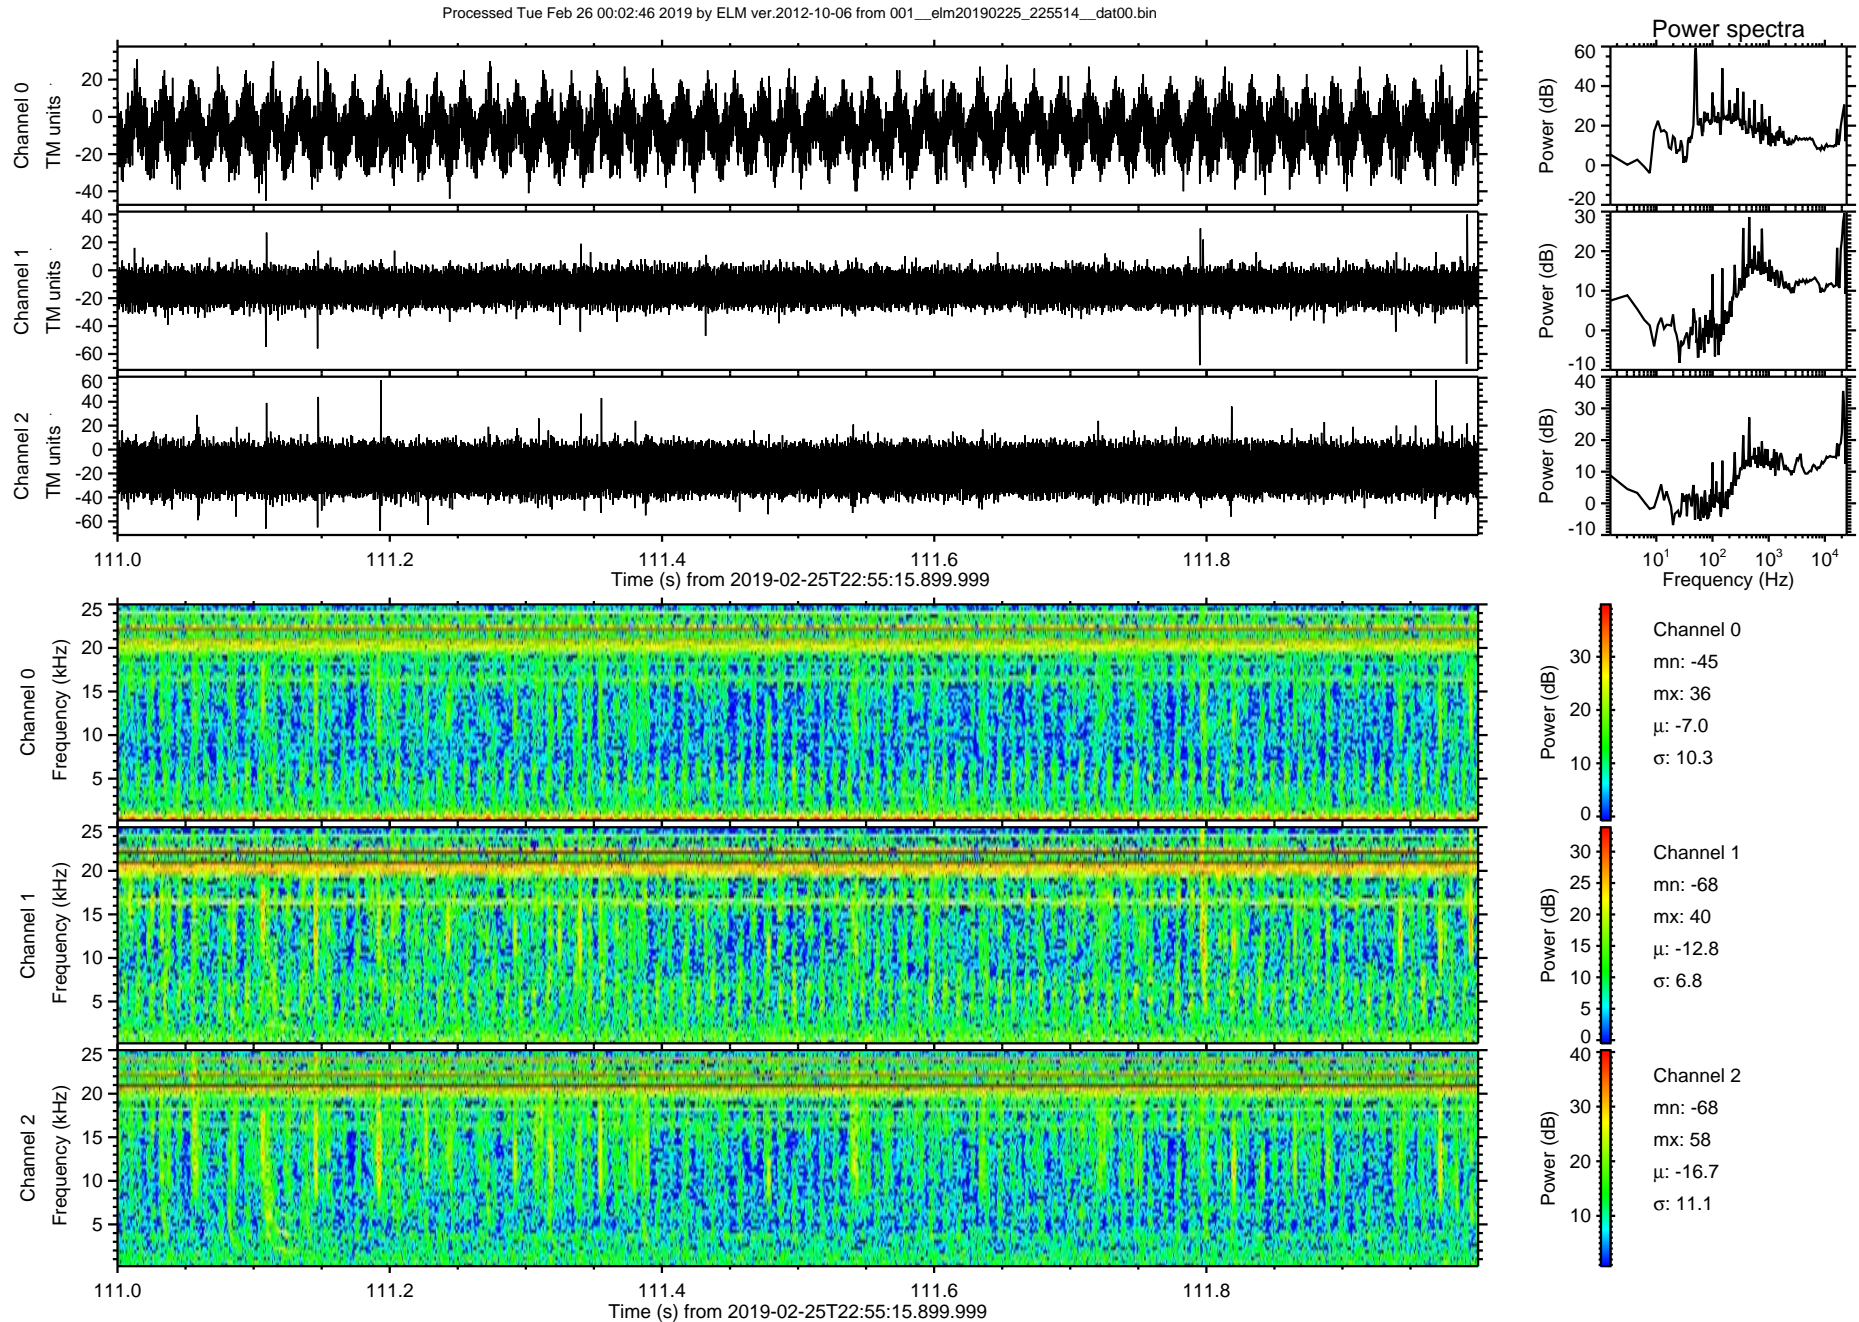 Processed Tue Feb 26 00:02:46 2019 by ELM ver.2012-10-06 from 001__elm20190225_225514__dat00.bin
Power spectra
Channel 0
TM units
20
0
-20
-40
Power (dB)
60
40
20
0
-20
Channel 1
TM units
40
20
0
-20
-40
-60
Power (dB)
30
20
10
0
-10
Channel 2
TM units
60
40
20
0
-20
-40
-60
Power (dB)
40
30
20
10
0
-10
111.0 111.2 111.4 111.6 111.8
Time (s) from 2019-02-25T22:55:15.899.999
10¹ 10² 10³ 10⁴
Frequency (Hz)
Channel 0
Frequency (kHz)
25
20
15
10
5
Power (dB)
30
20
10
0
Channel 0
mn: -45
mx: 36
μ: -7.0
σ: 10.3
Channel 1
Frequency (kHz)
25
20
15
10
5
Power (dB)
30
25
20
15
10
5
0
Channel 1
mn: -68
mx: 40
μ: -12.8
σ: 6.8
Channel 2
Frequency (kHz)
25
20
15
10
5
Power (dB)
40
30
20
10
Channel 2
mn: -68
mx: 58
μ: -16.7
σ: 11.1
111.0 111.2 111.4 111.6 111.8
Time (s) from 2019-02-25T22:55:15.899.999